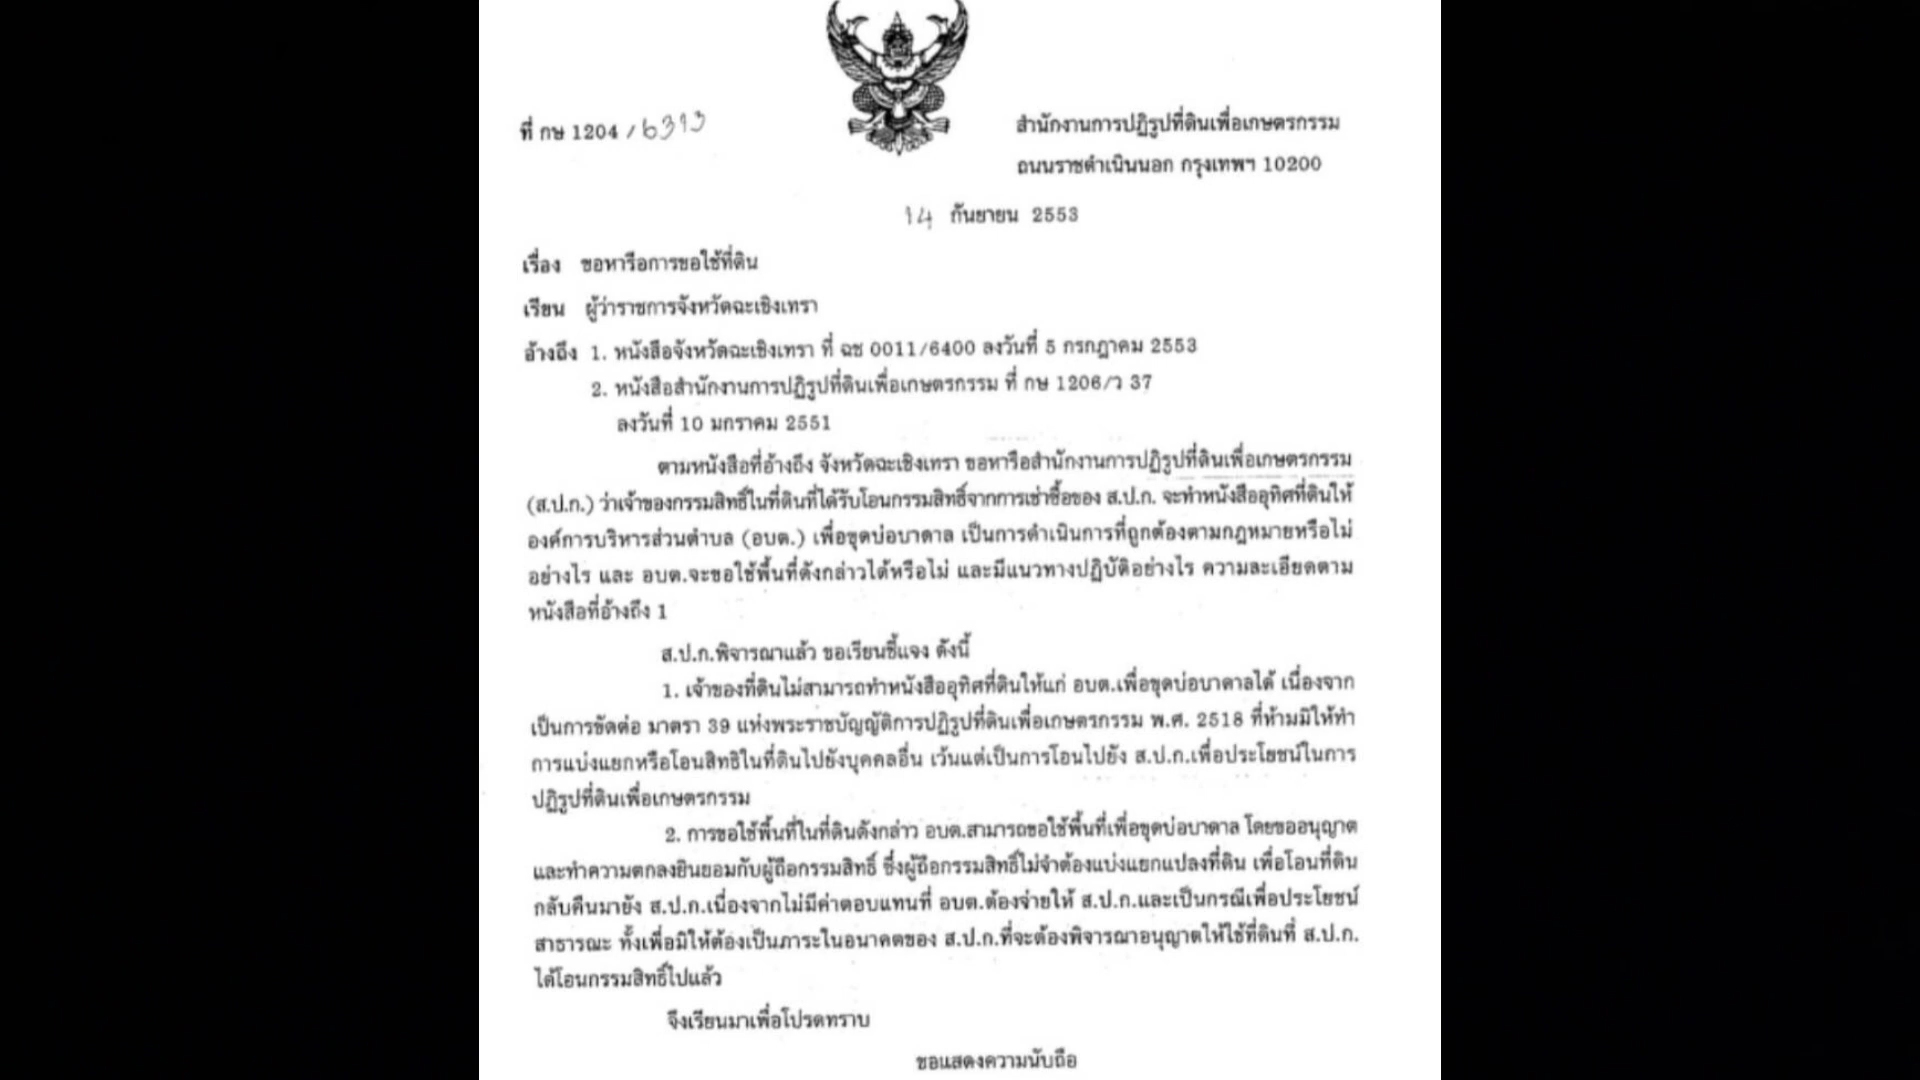 ที่ กษ 1204 / 6313
สำนักงานการปฏิรูปที่ดินเพื่อเกษตรกรรม
ถนนราชดำเนินนอก กรุงเทพฯ 10200
14 กันยายน 2553
เรื่อง ขอหารือการขอใช้ที่ดิน
เรียน ผู้ว่าราชการจังหวัดฉะเชิงเทรา
อ้างถึง 1. หนังสือจังหวัดฉะเชิงเทรา ที่ ฉช 0011/6400 ลงวันที่ 5 กรกฎาคม 2553
2. หนังสือสำนักงานการปฏิรูปที่ดินเพื่อเกษตรกรรม ที่ กษ 1206/ว 37
ลงวันที่ 10 มกราคม 2551
ตามหนังสือที่อ้างถึง จังหวัดฉะเชิงเทรา ขอหารือสำนักงานการปฏิรูปที่ดินเพื่อเกษตรกรรม
(ส.ป.ก.) ว่าเจ้าของกรรมสิทธิ์ในที่ดินที่ได้รับโอนกรรมสิทธิ์จากการเช่าซื้อของ ส.ป.ก. จะทำหนังสืออุทิศที่ดินให้
องค์การบริหารส่วนตำบล (อบต.) เพื่อขุดบ่อบาดาล เป็นการดำเนินการที่ถูกต้องตามกฎหมายหรือไม่
อย่างไร และ อบต.จะขอใช้พื้นที่ดังกล่าวได้หรือไม่ และมีแนวทางปฏิบัติอย่างไร ความละเอียดตาม
หนังสือที่อ้างถึง 1
ส.ป.ก.พิจารณาแล้ว ขอเรียนชี้แจง ดังนี้
1. เจ้าของที่ดินไม่สามารถทำหนังสืออุทิศที่ดินให้แก่ อบต.เพื่อขุดบ่อบาดาลได้ เนื่องจาก
เป็นการขัดต่อ มาตรา 39 แห่งพระราชบัญญัติการปฏิรูปที่ดินเพื่อเกษตรกรรม พ.ศ. 2518 ที่ห้ามมิให้ทำ
การแบ่งแยกหรือโอนสิทธิในที่ดินไปยังบุคคลอื่น เว้นแต่เป็นการโอนไปยัง ส.ป.ก.เพื่อประโยชน์ในการ
ปฏิรูปที่ดินเพื่อเกษตรกรรม
2. การขอใช้พื้นที่ในที่ดินดังกล่าว อบต.สามารถขอใช้พื้นที่เพื่อขุดบ่อบาดาล โดยขออนุญาต
และทำความตกลงยินยอมกับผู้ถือกรรมสิทธิ์ ซึ่งผู้ถือกรรมสิทธิ์ไม่จำต้องแบ่งแยกแปลงที่ดิน เพื่อโอนที่ดิน
กลับคืนมายัง ส.ป.ก.เนื่องจากไม่มีค่าตอบแทนที่ อบต.ต้องจ่ายให้ ส.ป.ก.และเป็นกรณีเพื่อประโยชน์
สาธารณะ ทั้งเพื่อมิให้ต้องเป็นภาระในอนาคตของ ส.ป.ก.ที่จะต้องพิจารณาอนุญาตให้ใช้ที่ดินที่ ส.ป.ก.
ได้โอนกรรมสิทธิ์ไปแล้ว
จึงเรียนมาเพื่อโปรดทราบ
ขอแสดงความนับถือ